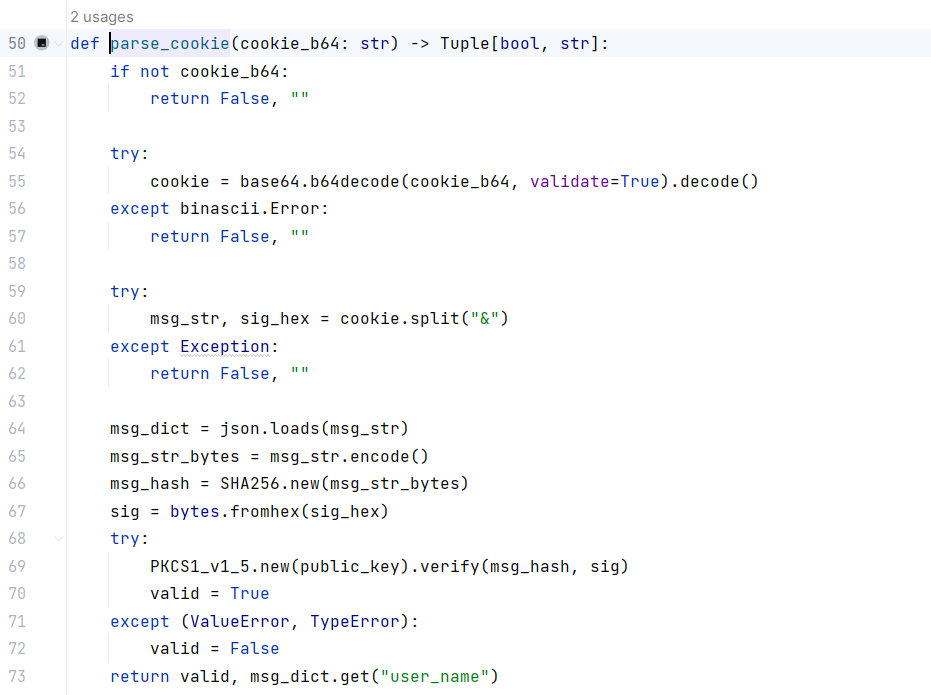 2 usages
50 def parse_cookie(cookie_b64: str) -> Tuple[bool, str]:
51     if not cookie_b64:
52         return False, ""
53
54     try:
55         cookie = base64.b64decode(cookie_b64, validate=True).decode()
56     except binascii.Error:
57         return False, ""
58
59     try:
60         msg_str, sig_hex = cookie.split("&")
61     except Exception:
62         return False, ""
63
64     msg_dict = json.loads(msg_str)
65     msg_str_bytes = msg_str.encode()
66     msg_hash = SHA256.new(msg_str_bytes)
67     sig = bytes.fromhex(sig_hex)
68     try:
69         PKCS1_v1_5.new(public_key).verify(msg_hash, sig)
70         valid = True
71     except (ValueError, TypeError):
72         valid = False
73     return valid, msg_dict.get("user_name")